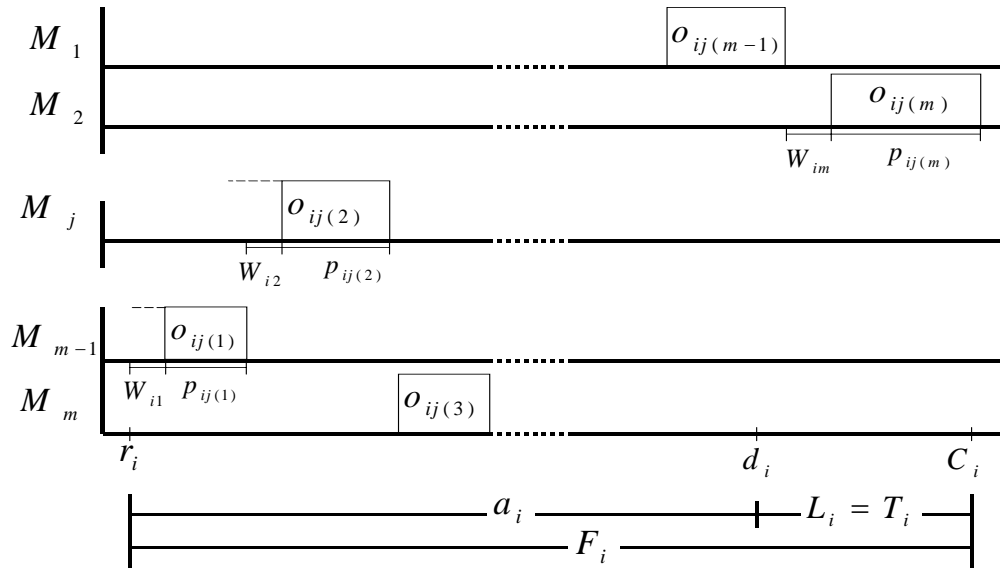 M 1
o ij(m−1)
M 2
o ij(m)
W im
p ij(m)
M j
o ij(2)
W i2
p ij(2)
M m−1
o ij(1)
W i1
p ij(1)
M m
o ij(3)
r i
d i
C i
a i
L i = T i
F i